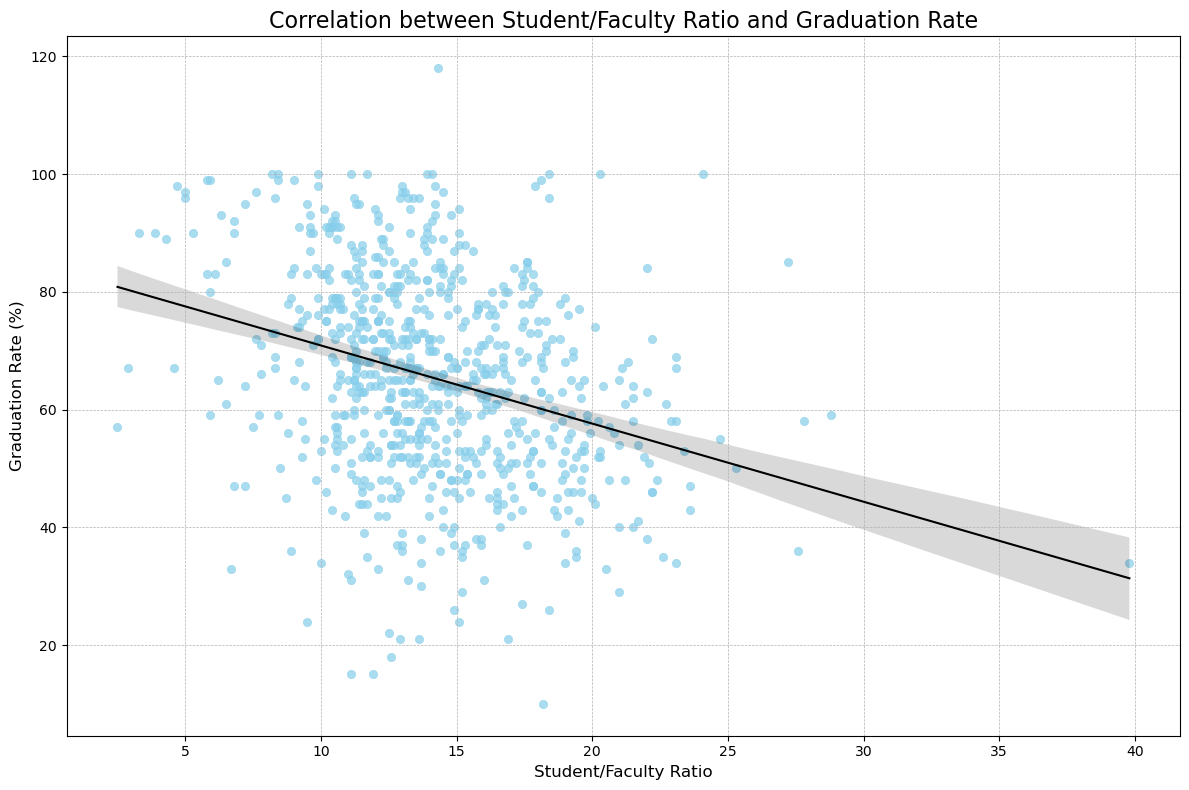 Correlation between Student/Faculty Ratio and Graduation Rate
Graduation Rate (%)
120
100
80
60
40
20
5 10 15 20 25 30 35 40
Student/Faculty Ratio